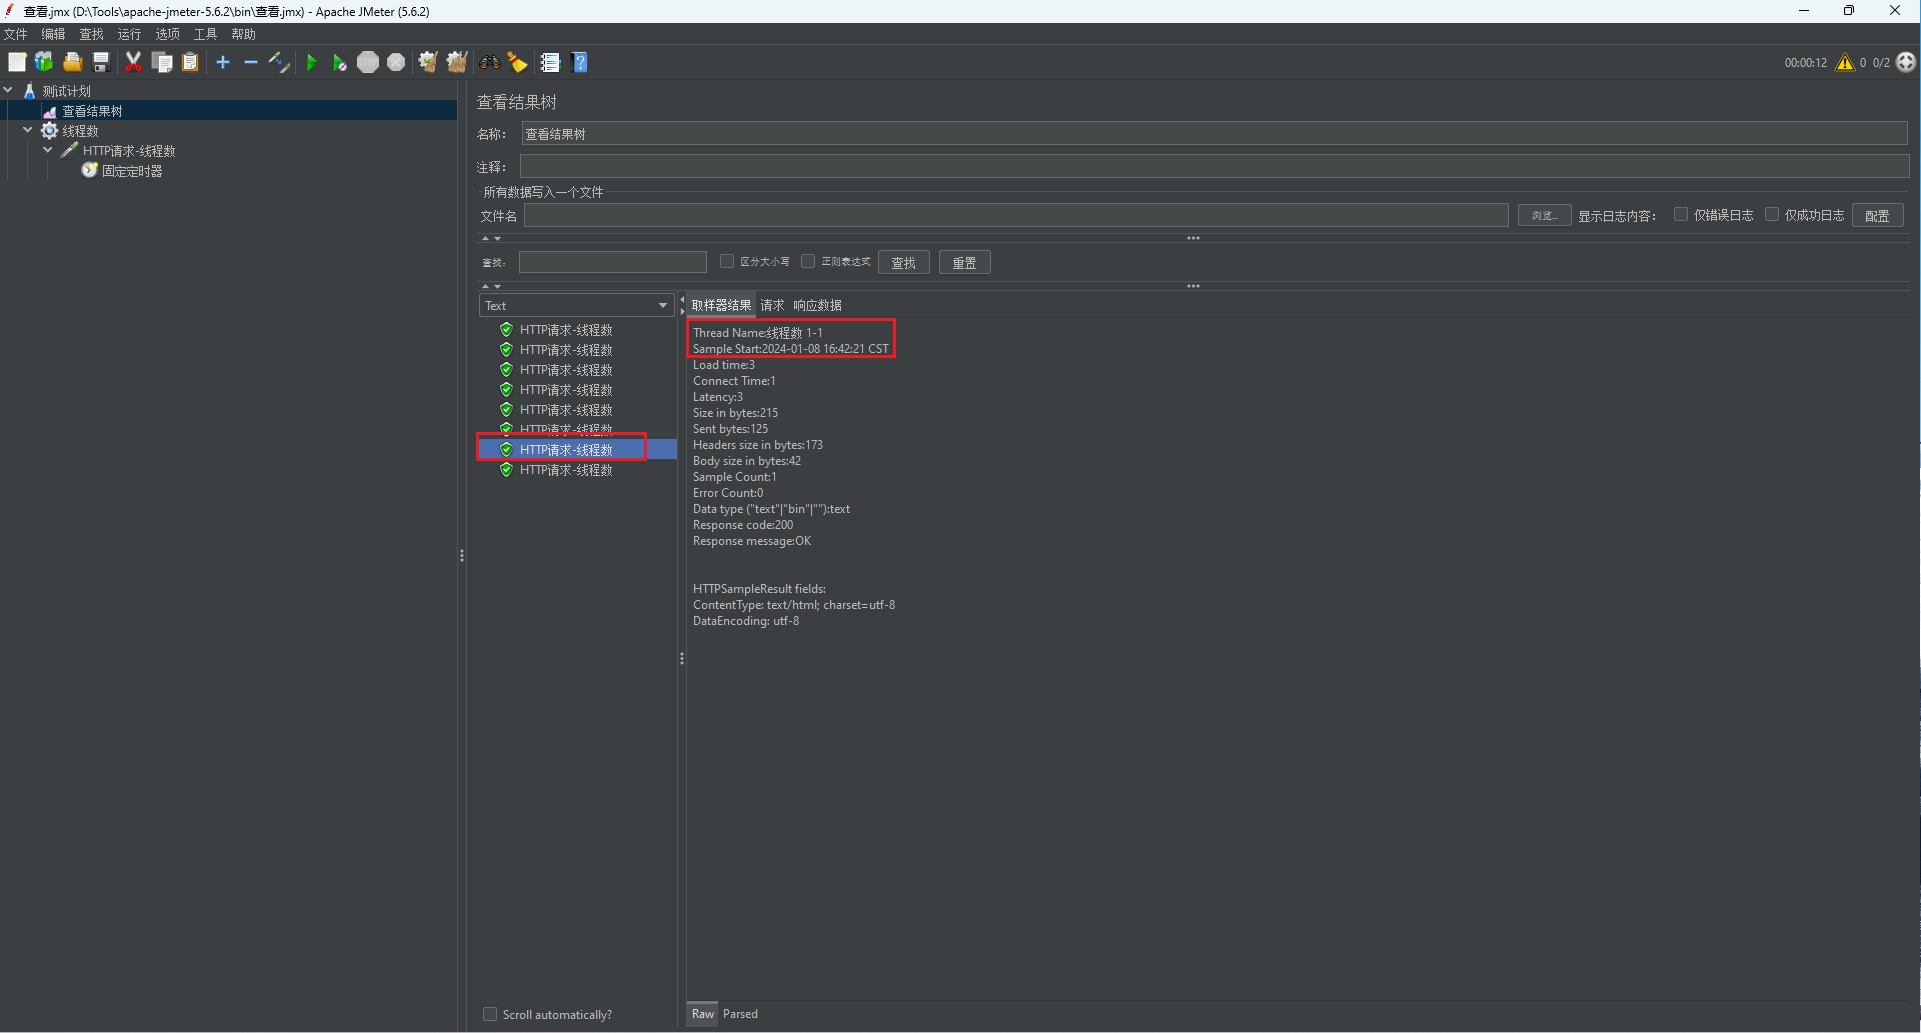 查看.jmx (D:\Tools\apache-jmeter-5.6.2\bin\查看.jmx) - Apache JMeter (5.6.2)
文件 编辑 查找 运行 选项 工具 帮助
00:00:12 0 0/2
测试计划
查看结果树
线程数
HTTP请求-线程数
固定定时器
查看结果树
名称： 查看结果树
注释：
所有数据写入一个文件
文件名 浏览... 显示日志内容： 仅错误日志 仅成功日志 配置
查找: 区分大小写 正则表达式 查找 重置
Text
HTTP请求-线程数
HTTP请求-线程数
HTTP请求-线程数
HTTP请求-线程数
HTTP请求-线程数
HTTP请求-线程数
HTTP请求-线程数
HTTP请求-线程数
Scroll automatically?
取样器结果 请求 响应数据
Thread Name:线程数 1-1
Sample Start:2024-01-08 16:42:21 CST
Load time:3
Connect Time:1
Latency:3
Size in bytes:215
Sent bytes:125
Headers size in bytes:173
Body size in bytes:42
Sample Count:1
Error Count:0
Data type ("text"|"bin"|""):text
Response code:200
Response message:OK
HTTPSampleResult fields:
ContentType: text/html; charset=utf-8
DataEncoding: utf-8
Raw Parsed